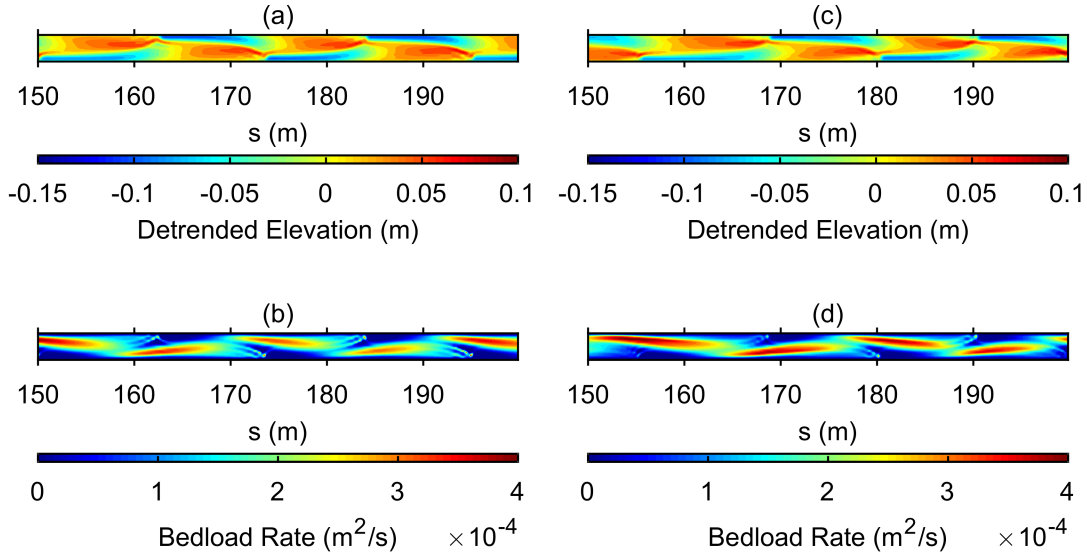 (a)
150 160 170 180 190
s (m)
-0.15 -0.1 -0.05 0 0.05 0.1
Detrended Elevation (m)
(c)
150 160 170 180 190
s (m)
-0.15 -0.1 -0.05 0 0.05 0.1
Detrended Elevation (m)
(b)
150 160 170 180 190
s (m)
0 1 2 3 4
Bedload Rate (m²/s) ×10⁻⁴
(d)
150 160 170 180 190
s (m)
0 1 2 3 4
Bedload Rate (m²/s) ×10⁻⁴